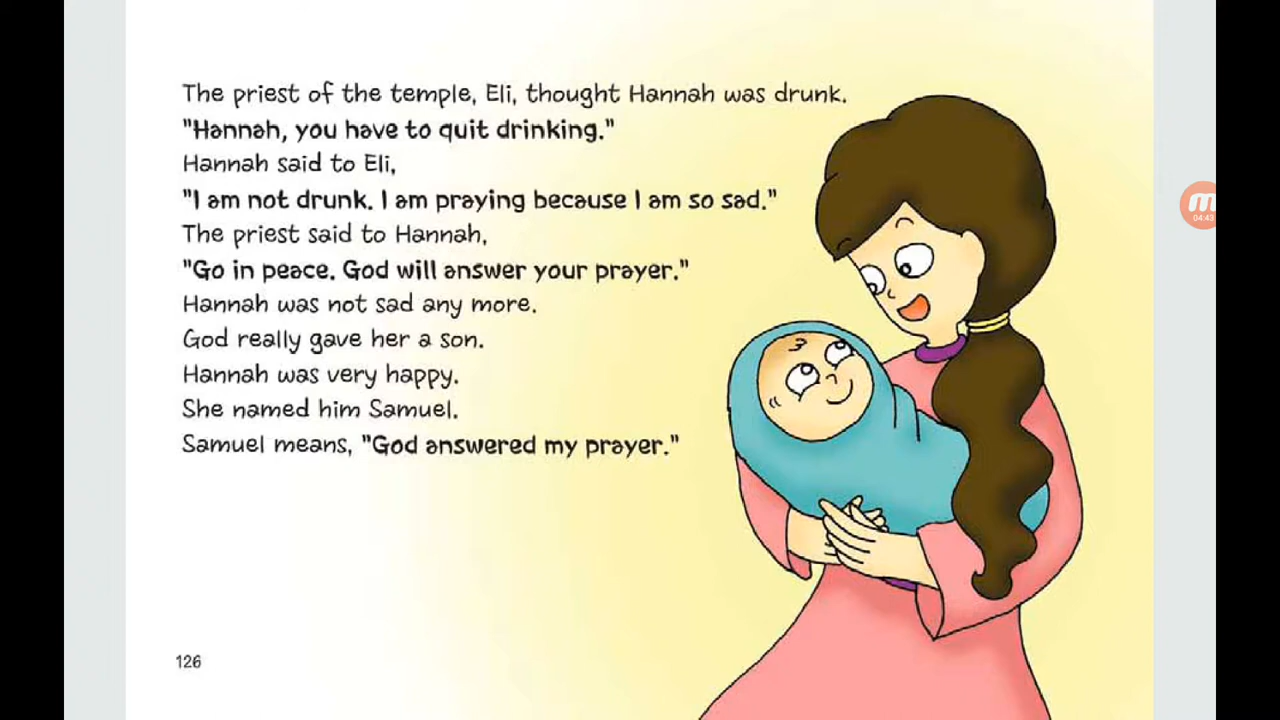 The priest of the temple, Eli, thought Hannah was drunk.
"Hannah, you have to quit drinking."
Hannah said to Eli,
"I am not drunk. I am praying because I am so sad."
The priest said to Hannah,
"Go in peace. God will answer your prayer."
Hannah was not sad any more.
God really gave her a son.
Hannah was very happy.
She named him Samuel.
Samuel means, "God answered my prayer."
126
04:43